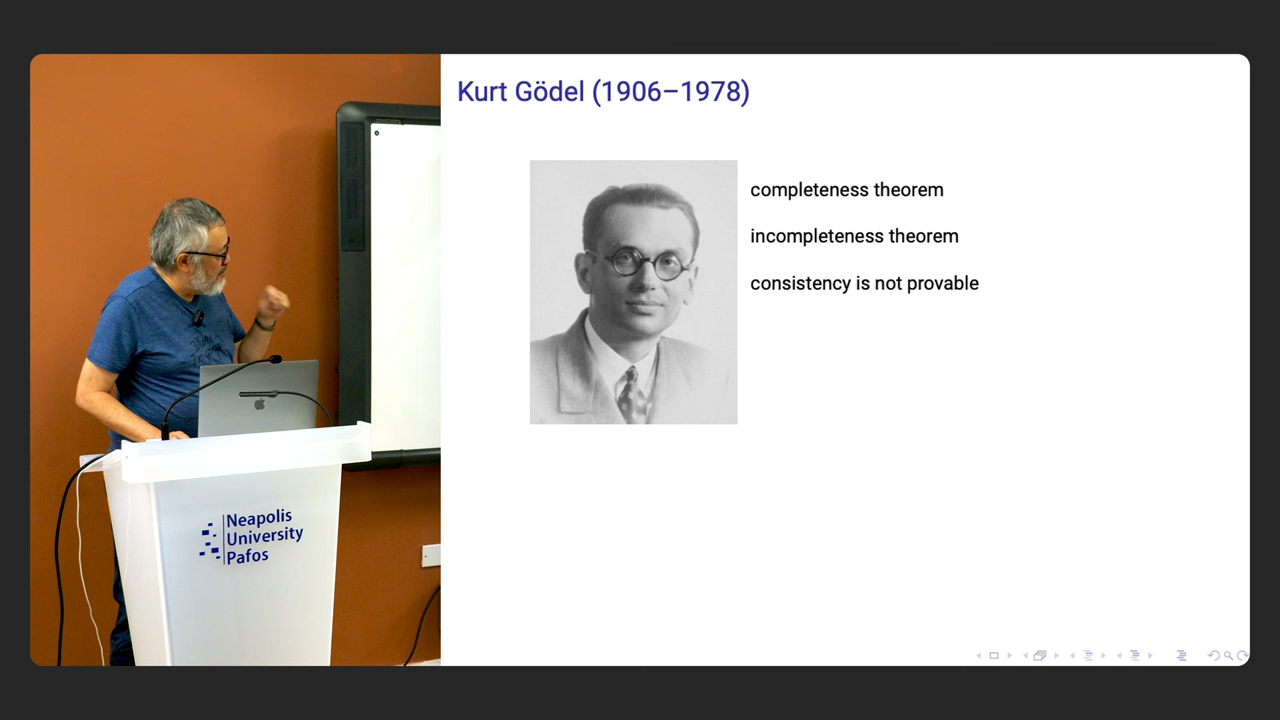 Kurt Gödel (1906–1978)
completeness theorem
incompleteness theorem
consistency is not provable
Neapolis
University
Pafos